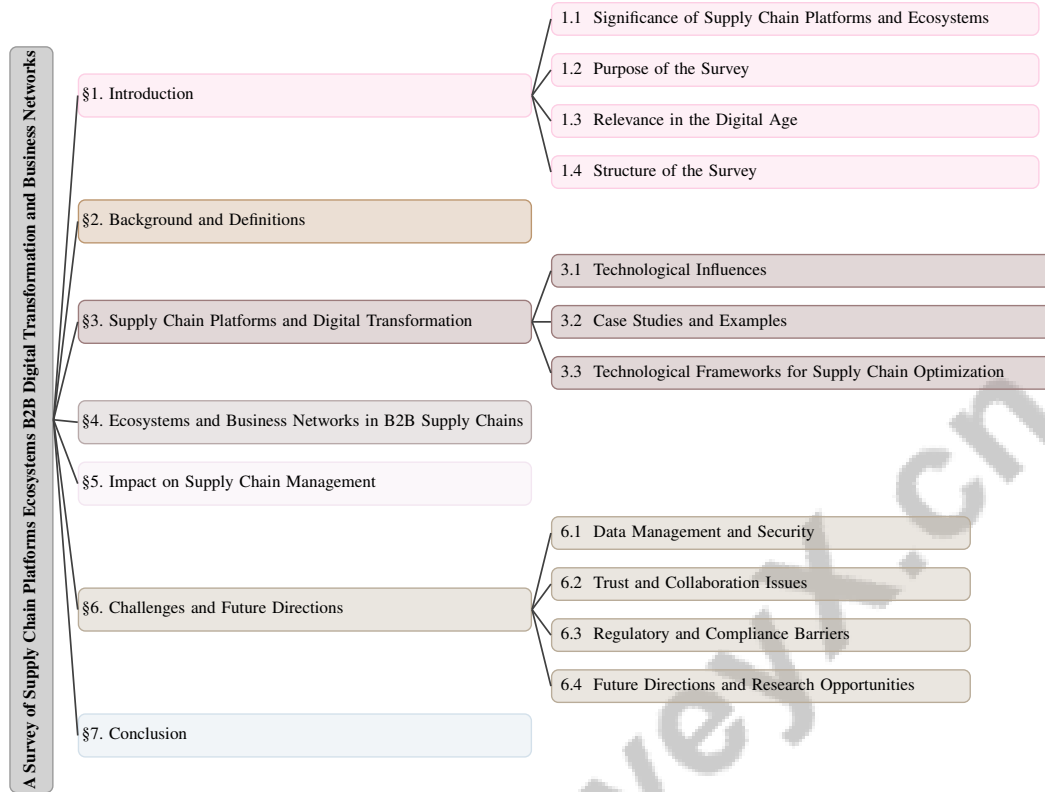 A Survey of Supply Chain Platforms Ecosystems B2B Digital Transformation and Business Networks
§1. Introduction
1.1 Significance of Supply Chain Platforms and Ecosystems
1.2 Purpose of the Survey
1.3 Relevance in the Digital Age
1.4 Structure of the Survey
§2. Background and Definitions
§3. Supply Chain Platforms and Digital Transformation
3.1 Technological Influences
3.2 Case Studies and Examples
3.3 Technological Frameworks for Supply Chain Optimization
§4. Ecosystems and Business Networks in B2B Supply Chains
§5. Impact on Supply Chain Management
§6. Challenges and Future Directions
6.1 Data Management and Security
6.2 Trust and Collaboration Issues
6.3 Regulatory and Compliance Barriers
6.4 Future Directions and Research Opportunities
§7. Conclusion
veyx.cn